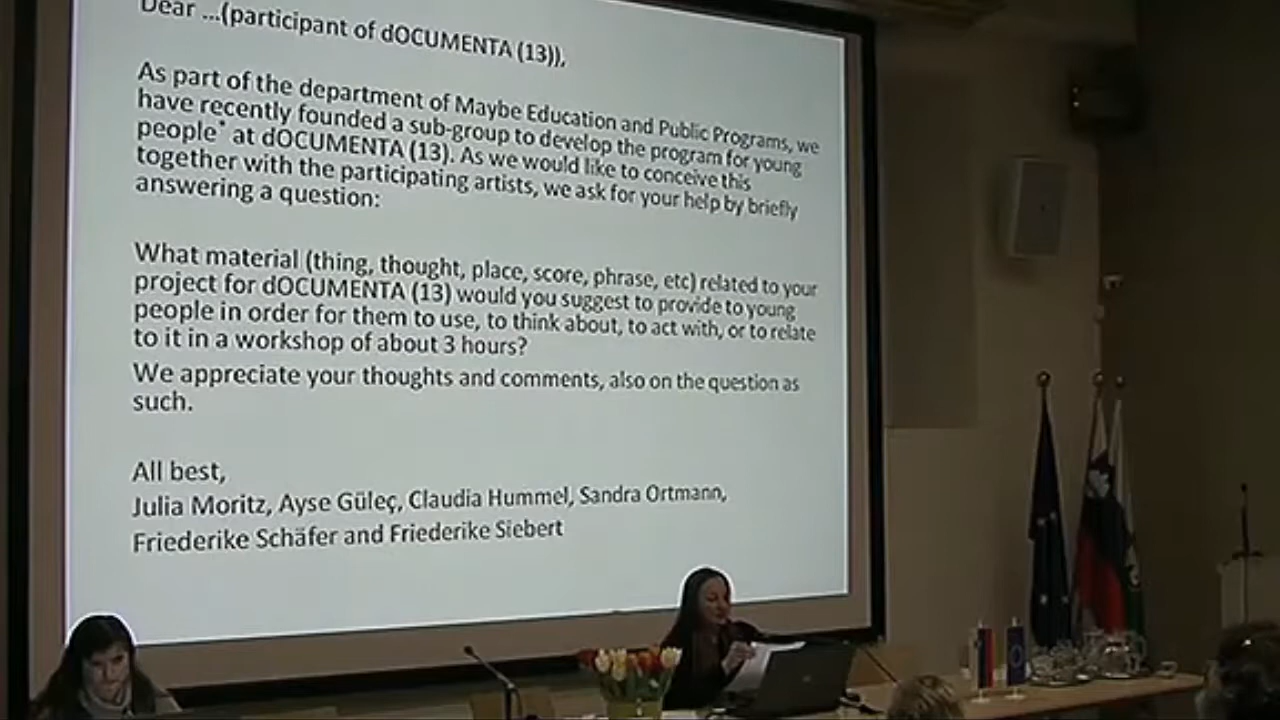 Dear ...(participant of dOCUMENTA (13)),
As part of the department of Maybe Education and Public Programs, we
have recently founded a sub-group to develop the program for young
people* at dOCUMENTA (13). As we would like to conceive this
together with the participating artists, we ask for your help by briefly
answering a question:
What material (thing, thought, place, score, phrase, etc) related to your
project for dOCUMENTA (13) would you suggest to provide to young
people in order for them to use, to think about, to act with, or to relate
to it in a workshop of about 3 hours?
We appreciate your thoughts and comments, also on the question as
such.
All best,
Julia Moritz, Ayse Güleç, Claudia Hummel, Sandra Ortmann,
Friederike Schäfer and Friederike Siebert